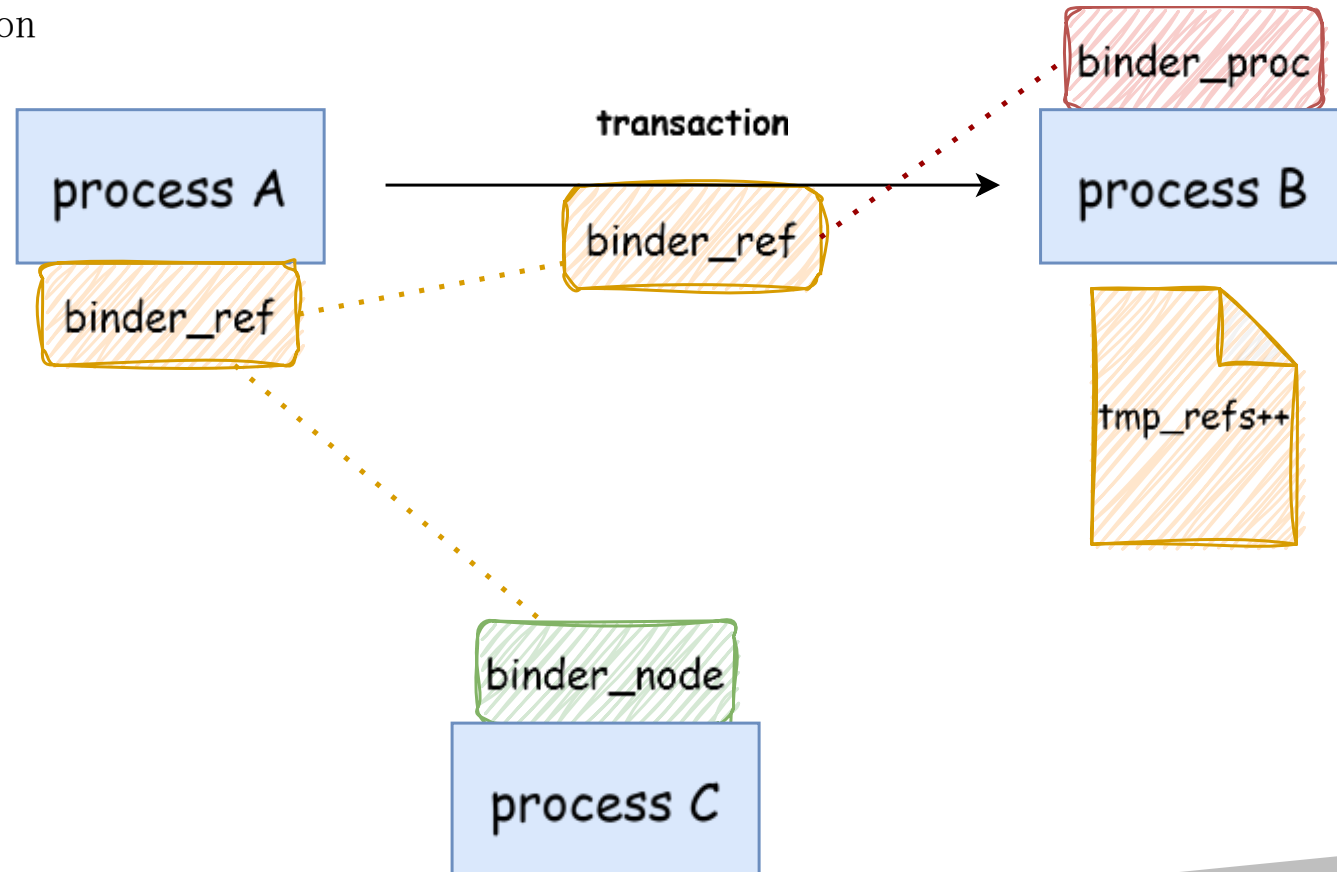 on
binder_proc
transaction
process A
process B
binder_ref
binder_ref
tmp_refs++
binder_node
process C